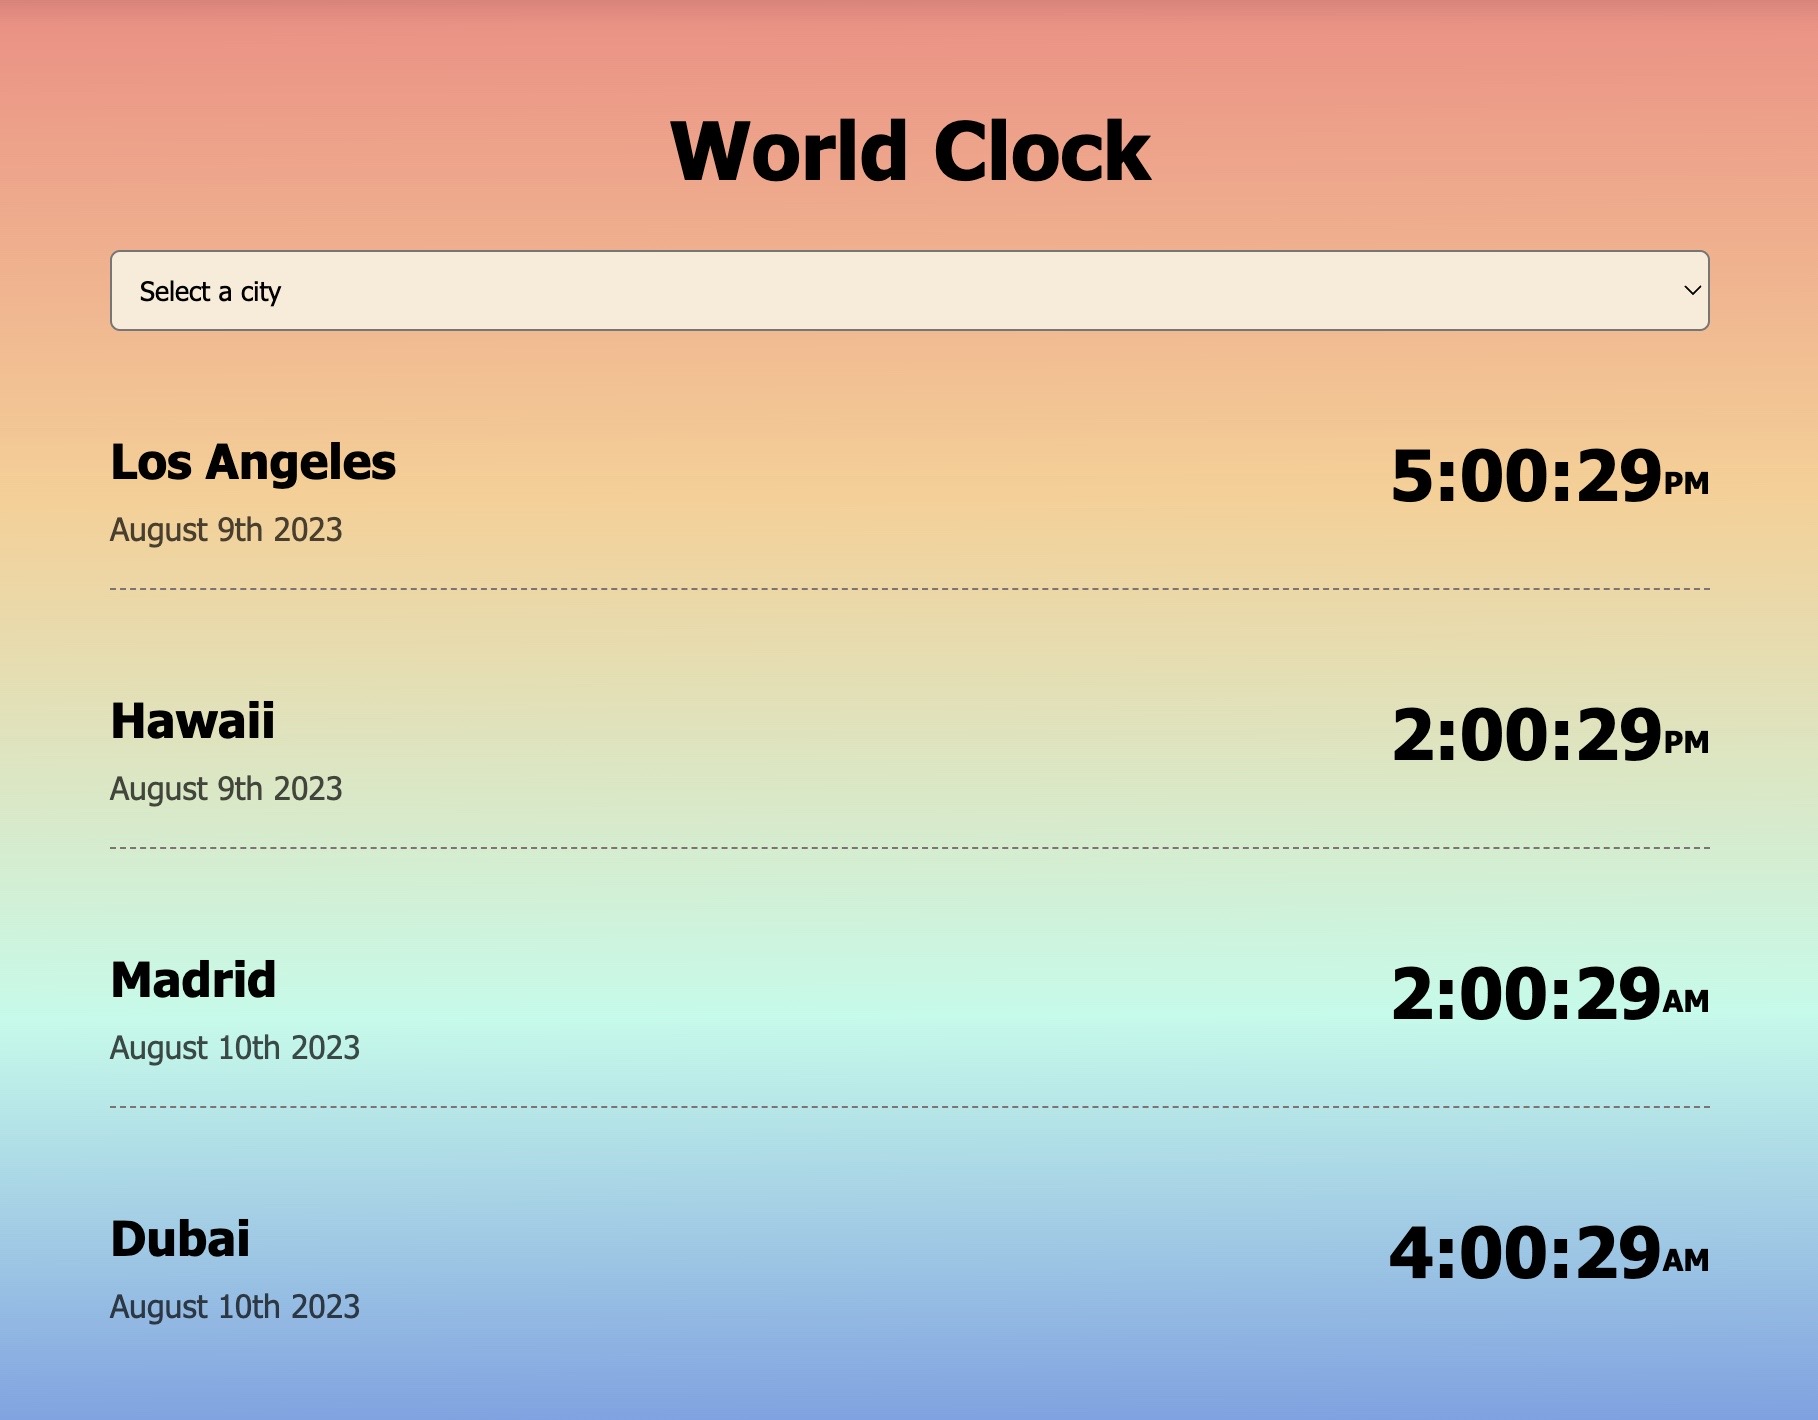 World Clock
Select a city
Los Angeles
5:00:29PM
August 9th 2023
Hawaii
2:00:29PM
August 9th 2023
Madrid
2:00:29AM
August 10th 2023
Dubai
4:00:29AM
August 10th 2023